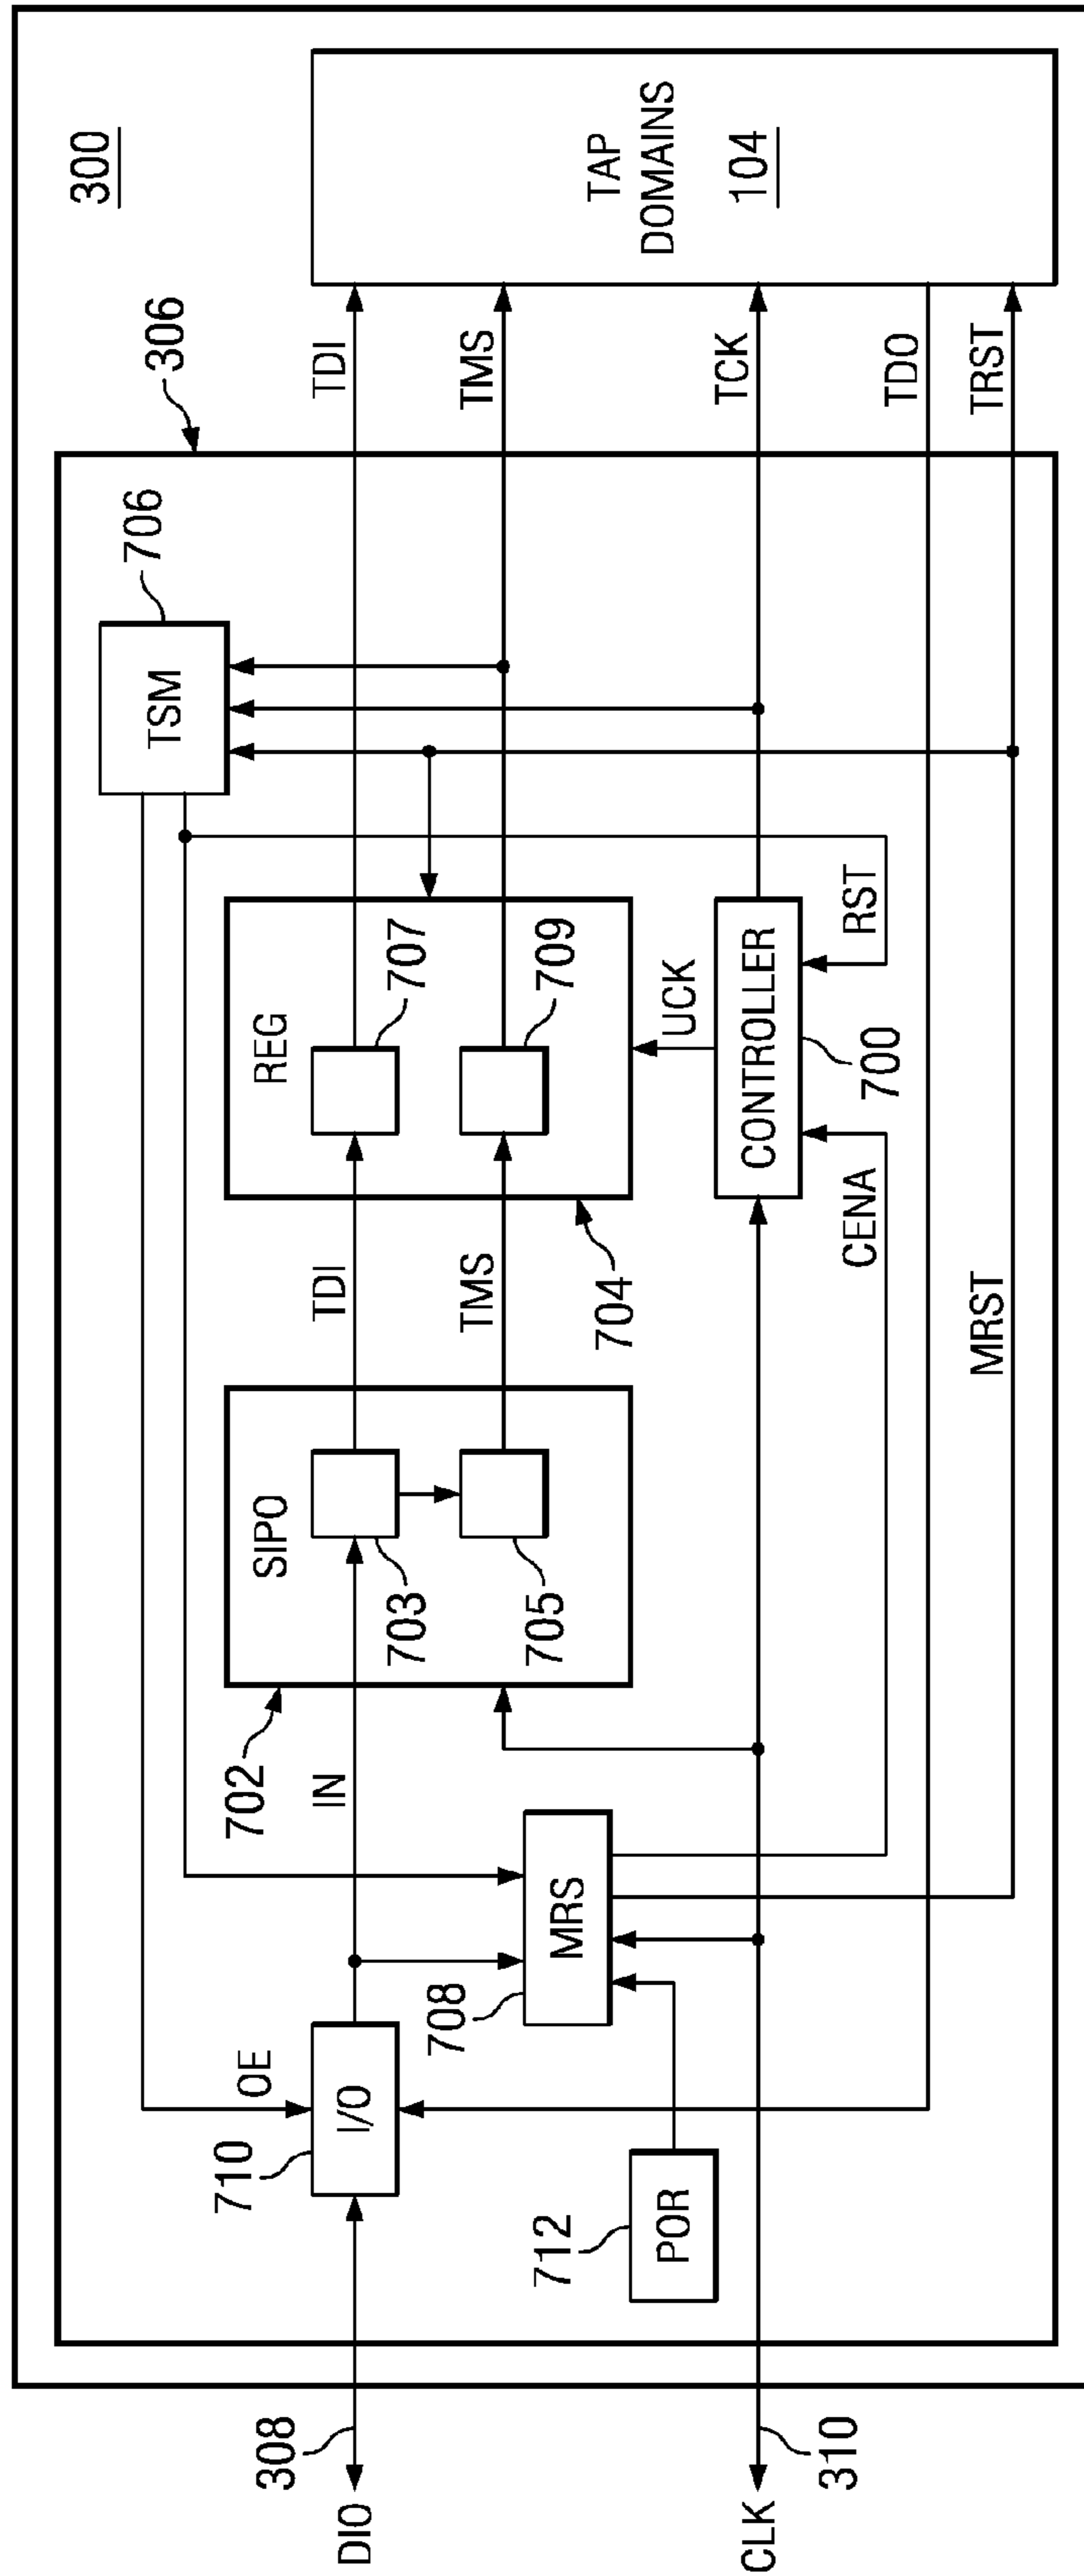 300
306
706
TSM
TDI
TMS
TCK
TDO
TRST
TAP
DOMAINS
104
OE
710
I/O
IN
702
SIPO
703
705
TDI
TMS
704
REG
707
709
UCK
CONTROLLER
700
RST
CENA
MRST
708
MRS
712
POR
308
DIO
310
CLK